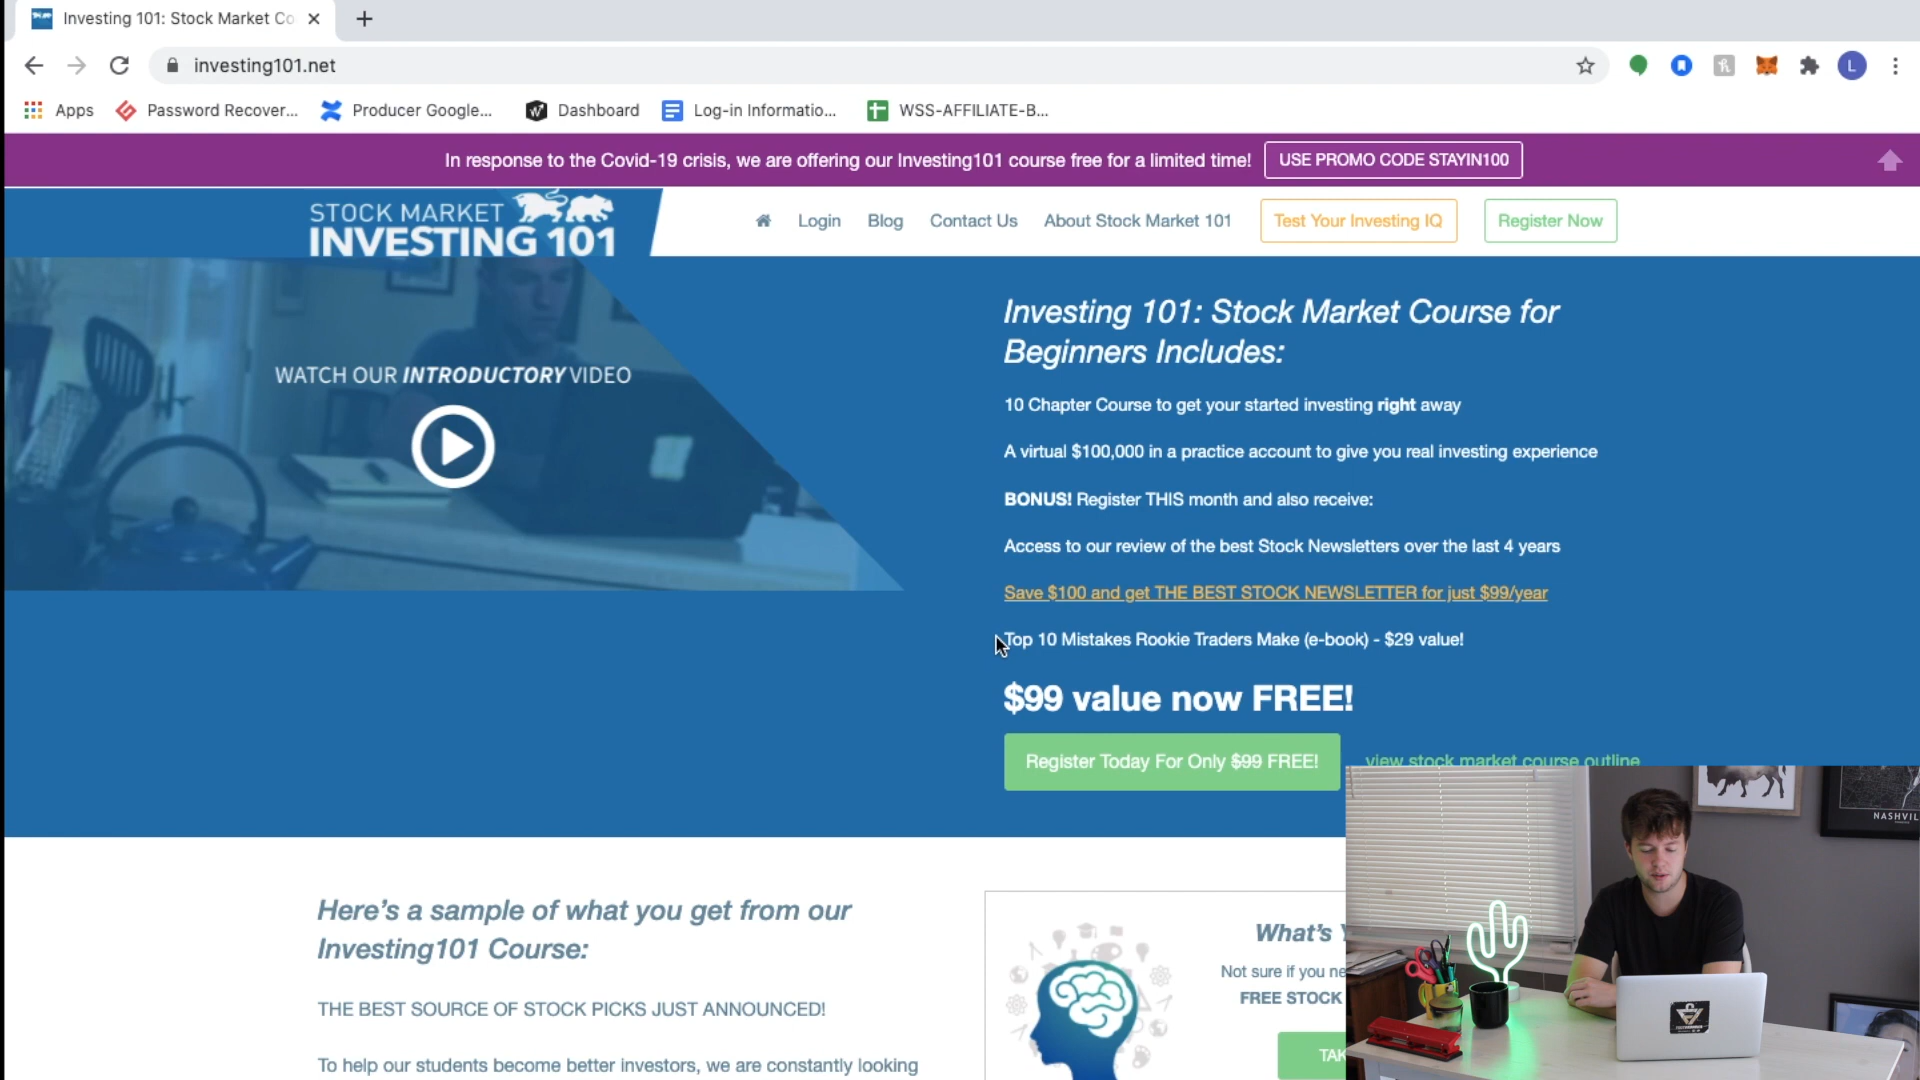 Investing 101: Stock Market Co
investing101.net
L
Apps
Password Recover...
Producer Google...
Dashboard
Log-in Informatio...
WSS-AFFILIATE-B...
In response to the Covid-19 crisis, we are offering our Investing101 course free for a limited time!
USE PROMO CODE STAYIN100
STOCK MARKET
INVESTING 101
Login
Blog
Contact Us
About Stock Market 101
Test Your Investing IQ
Register Now
WATCH OUR INTRODUCTORY VIDEO
Investing 101: Stock Market Course for
Beginners Includes:
10 Chapter Course to get your started investing right away
A virtual $100,000 in a practice account to give you real investing experience
BONUS! Register THIS month and also receive:
Access to our review of the best Stock Newsletters over the last 4 years
Save $100 and get THE BEST STOCK NEWSLETTER for just $99/year
Top 10 Mistakes Rookie Traders Make (e-book) - $29 value!
$99 value now FREE!
Register Today For Only $99 FREE!
view stock market course outline
Here's a sample of what you get from our
Investing101 Course:
THE BEST SOURCE OF STOCK PICKS JUST ANNOUNCED!
To help our students become better investors, we are constantly looking
What's
Not sure if you ne
FREE STOCK
TAK
NASHVIL